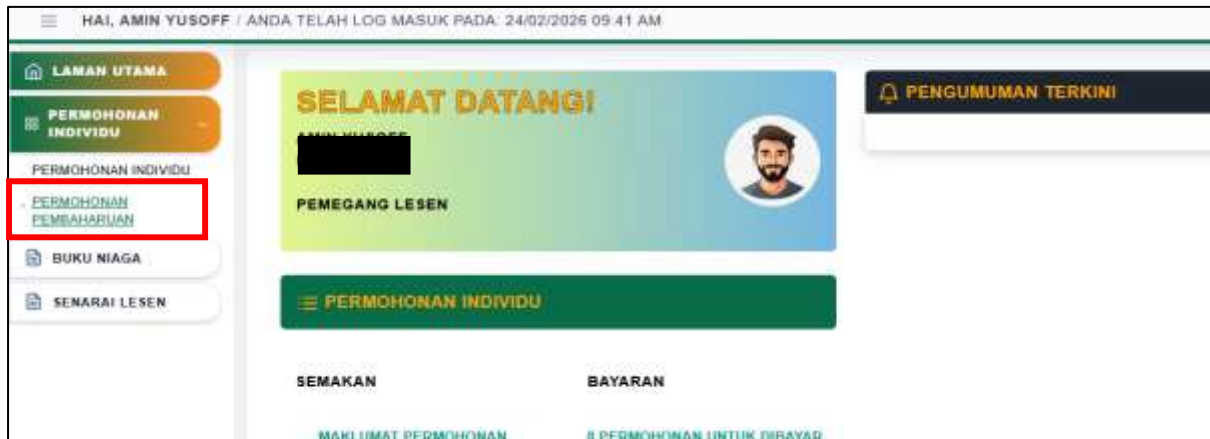 HAI, AMIN YUSOFF / ANDA TELAH LOG MASUK PADA: 24/02/2026 09:41 AM
LAMAN UTAMA
PERMOHONAN
INDIVIDU
PERMOHONAN INDIVIDU
PERMOHONAN
PEMBAHARUAN
BUKU NIAGA
SENARAI LESEN
SELAMAT DATANG!
AMIN YUSOFF
PEMEGANG LESEN
PERMOHONAN INDIVIDU
SEMAKAN
BAYARAN
MAKLUMAT PERMOHONAN
PERMOHONAN UNTUK DIBAYAR
PENGUMUMAN TERKINI